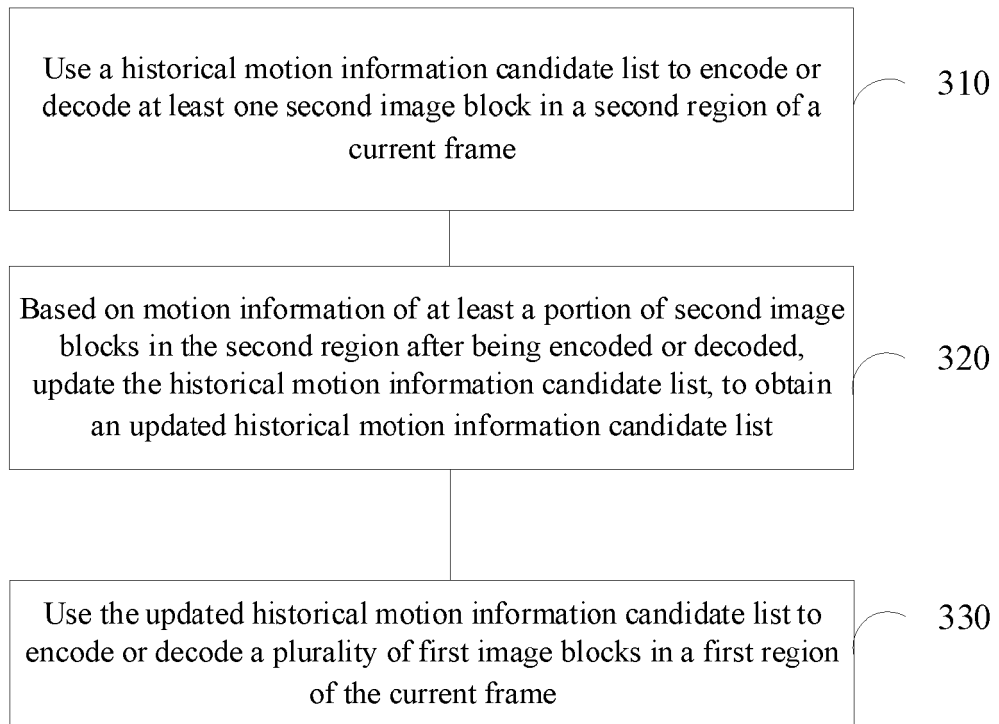 Use a historical motion information candidate list to encode or
decode at least one second image block in a second region of a
current frame
310
Based on motion information of at least a portion of second image
blocks in the second region after being encoded or decoded,
update the historical motion information candidate list, to obtain
an updated historical motion information candidate list
320
Use the updated historical motion information candidate list to
encode or decode a plurality of first image blocks in a first region
of the current frame
330